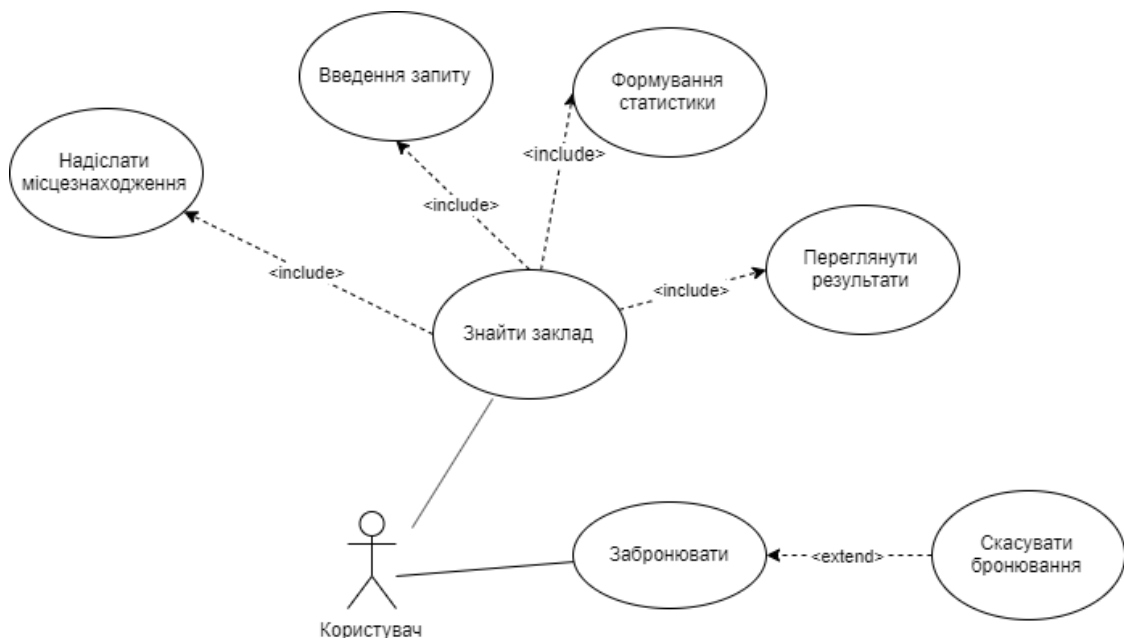 Введення запиту
Формування
статистики
<include>
Надіслати
місцезнаходження
<include>
<include>
Переглянути
результати
<include>
Знайти заклад
Забронювати
<extend>
Скасувати
бронювання
Користувач